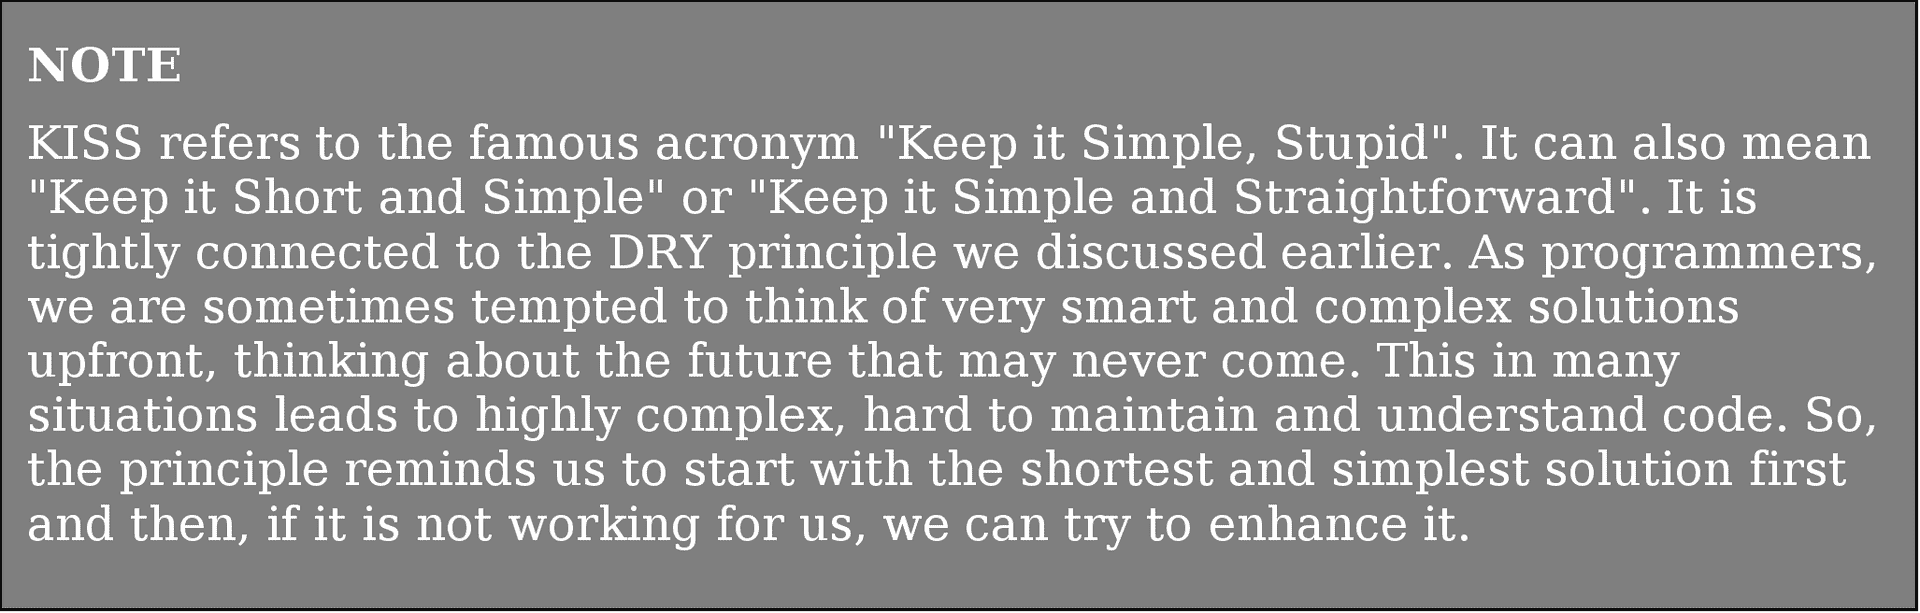 NOTE
KISS refers to the famous acronym "Keep it Simple, Stupid". It can also mean
"Keep it Short and Simple" or "Keep it Simple and Straightforward". It is
tightly connected to the DRY principle we discussed earlier. As programmers,
we are sometimes tempted to think of very smart and complex solutions
upfront, thinking about the future that may never come. This in many
situations leads to highly complex, hard to maintain and understand code. So,
the principle reminds us to start with the shortest and simplest solution first
and then, if it is not working for us, we can try to enhance it.